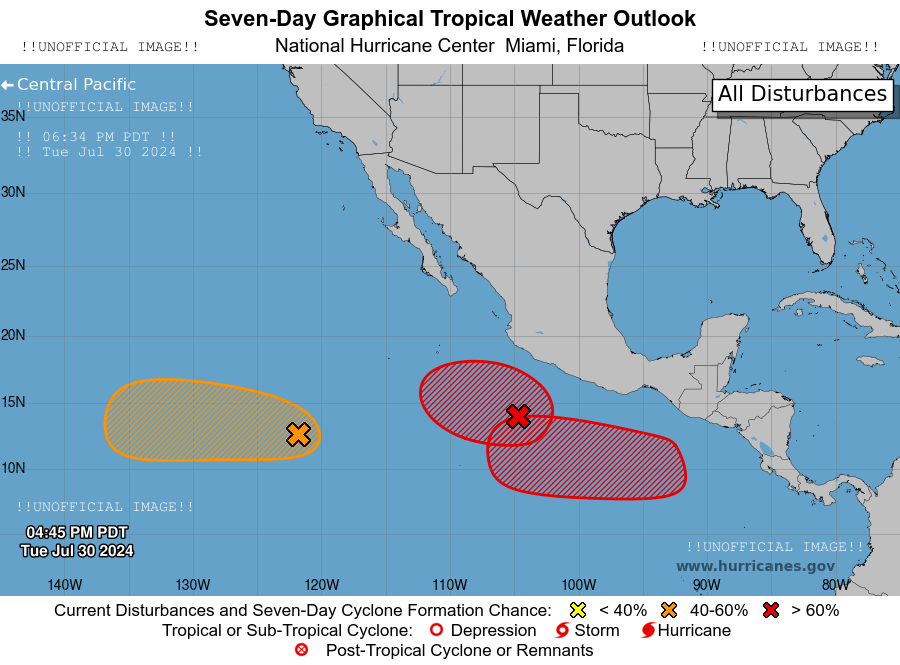 Seven-Day Graphical Tropical Weather Outlook
!!UNOFFICIAL IMAGE!! National Hurricane Center Miami, Florida !!UNOFFICIAL IMAGE!!
Central Pacific
All Disturbances
!!UNOFFICIAL IMAGE!!
35N
!! 06:34 PM PDT !!
!! Tue Jul 30 2024 !!
30N
25N
20N
15N
10N
!!UNOFFICIAL IMAGE!!
04:45 PM PDT
Tue Jul 30 2024
!!UNOFFICIAL IMAGE!!
www.hurricanes.gov
140W 130W 120W 110W 100W 90W 80W
Current Disturbances and Seven-Day Cyclone Formation Chance: < 40% 40-60% > 60%
Tropical or Sub-Tropical Cyclone: Depression Storm Hurricane
Post-Tropical Cyclone or Remnants